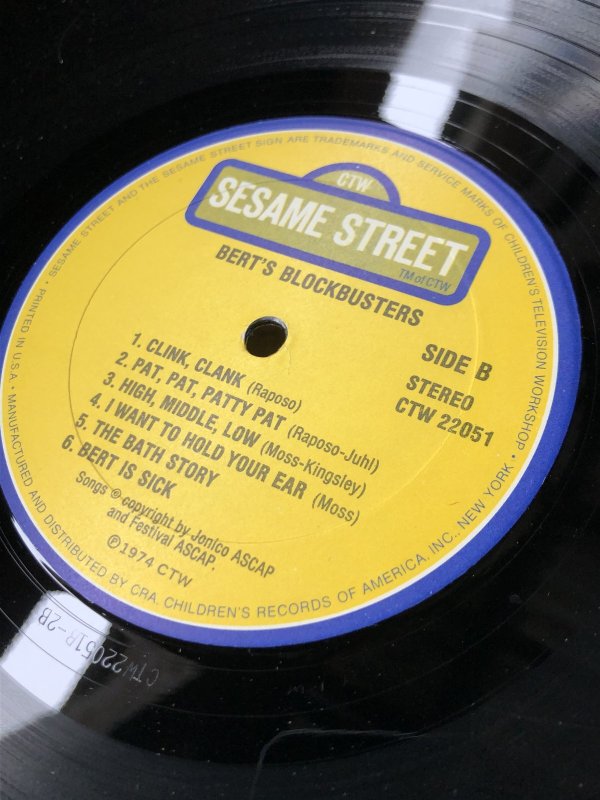 CTW
SESAME STREET
TM of CTW
BERT'S BLOCKBUSTERS
SIDE B
STEREO
CTW 22051
1. CLINK, CLANK (Raposo)
2. PAT, PAT, PATTY PAT (Raposo-Juhl)
3. HIGH, MIDDLE, LOW (Moss-Kingsley)
4. I WANT TO HOLD YOUR EAR (Moss)
5. THE BATH STORY
6. BERT IS SICK
Songs © copyright by Jonico ASCAP
and Festival ASCAP.
℗ 1974 CTW
• SESAME STREET AND THE SESAME STREET SIGN ARE TRADEMARKS AND SERVICE MARKS OF CHILDREN'S TELEVISION WORKSHOP •
PRINTED IN U.S.A. • MANUFACTURED AND DISTRIBUTED BY CRA. CHILDREN'S RECORDS OF AMERICA, INC., NEW YORK •
CTW22051B-2B